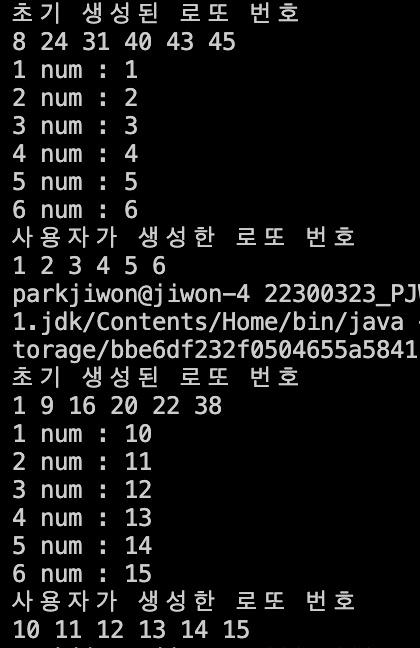 초기 생성된 로또 번호
8 24 31 40 43 45
1 num : 1
2 num : 2
3 num : 3
4 num : 4
5 num : 5
6 num : 6
사용자가 생성한 로또 번호
1 2 3 4 5 6
parkjiwon@jiwon-4 22300323_PJW
1.jdk/Contents/Home/bin/java
torage/bbe6df232f0504655a5841
초기 생성된 로또 번호
1 9 16 20 22 38
1 num : 10
2 num : 11
3 num : 12
4 num : 13
5 num : 14
6 num : 15
사용자가 생성한 로또 번호
10 11 12 13 14 15